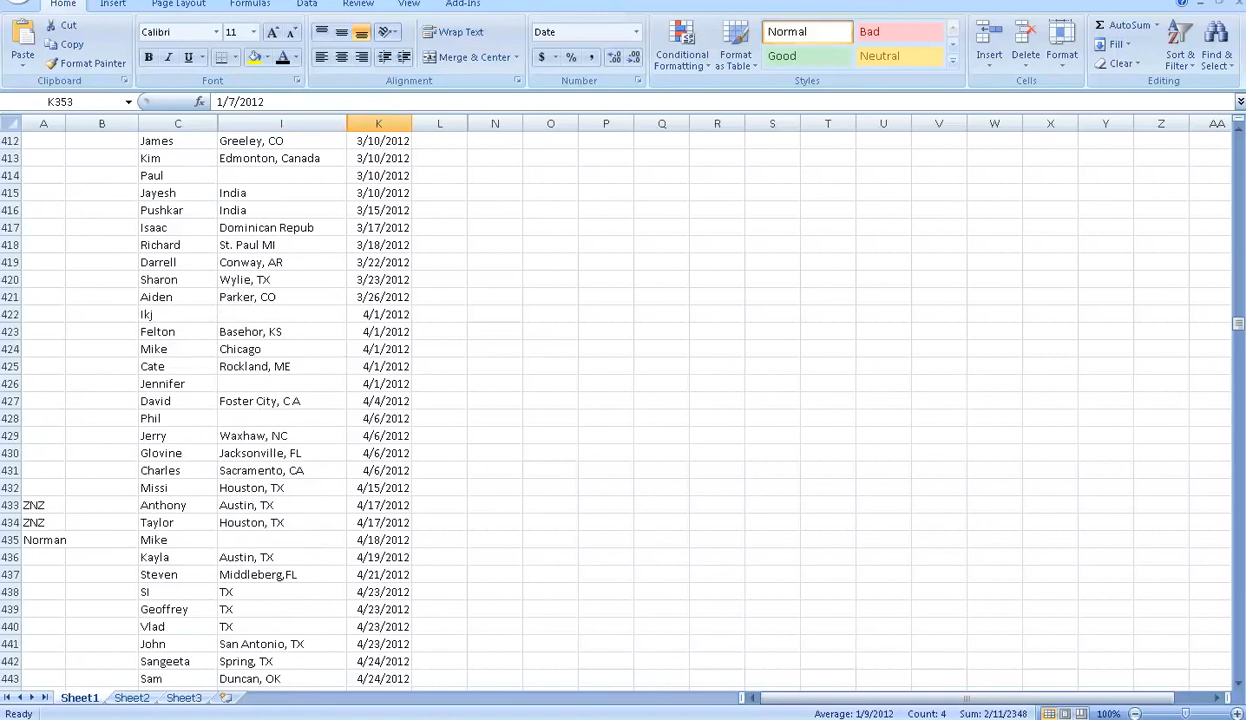 Home Insert Page Layout Formulas Data Review View Add-Ins
Paste
Cut
Copy
Format Painter
Clipboard
Calibri 11
B I U
Font
Wrap Text
Merge & Center
Alignment
Date
$ % ,
Number
Conditional Formatting
Format as Table
Normal Bad
Good Neutral
Styles
Insert Delete Format
Cells
AutoSum
Fill
Clear
Sort & Filter
Find & Select
Editing
K353 fx 1/7/2012
A B C I K L N O P Q R S T U V W X Y Z AA
412 James Greeley, CO 3/10/2012
413 Kim Edmonton, Canada 3/10/2012
414 Paul 3/10/2012
415 Jayesh India 3/10/2012
416 Pushkar India 3/15/2012
417 Isaac Dominican Repub 3/17/2012
418 Richard St. Paul MI 3/18/2012
419 Darrell Conway, AR 3/22/2012
420 Sharon Wylie, TX 3/23/2012
421 Aiden Parker, CO 3/26/2012
422 Ikj 4/1/2012
423 Felton Basehor, KS 4/1/2012
424 Mike Chicago 4/1/2012
425 Cate Rockland, ME 4/1/2012
426 Jennifer 4/1/2012
427 David Foster City, CA 4/4/2012
428 Phil 4/6/2012
429 Jerry Waxhaw, NC 4/6/2012
430 Glovine Jacksonville, FL 4/6/2012
431 Charles Sacramento, CA 4/6/2012
432 Missi Houston, TX 4/15/2012
433 ZNZ Anthony Austin, TX 4/17/2012
434 ZNZ Taylor Houston, TX 4/17/2012
435 Norman Mike 4/18/2012
436 Kayla Austin, TX 4/19/2012
437 Steven Middleberg,FL 4/21/2012
438 SI TX 4/23/2012
439 Geoffrey TX 4/23/2012
440 Vlad TX 4/23/2012
441 John San Antonio, TX 4/23/2012
442 Sangeeta Spring, TX 4/24/2012
443 Sam Duncan, OK 4/24/2012
Sheet1 Sheet2 Sheet3
Ready Average: 1/9/2012 Count: 4 Sum: 2/11/2348 100%